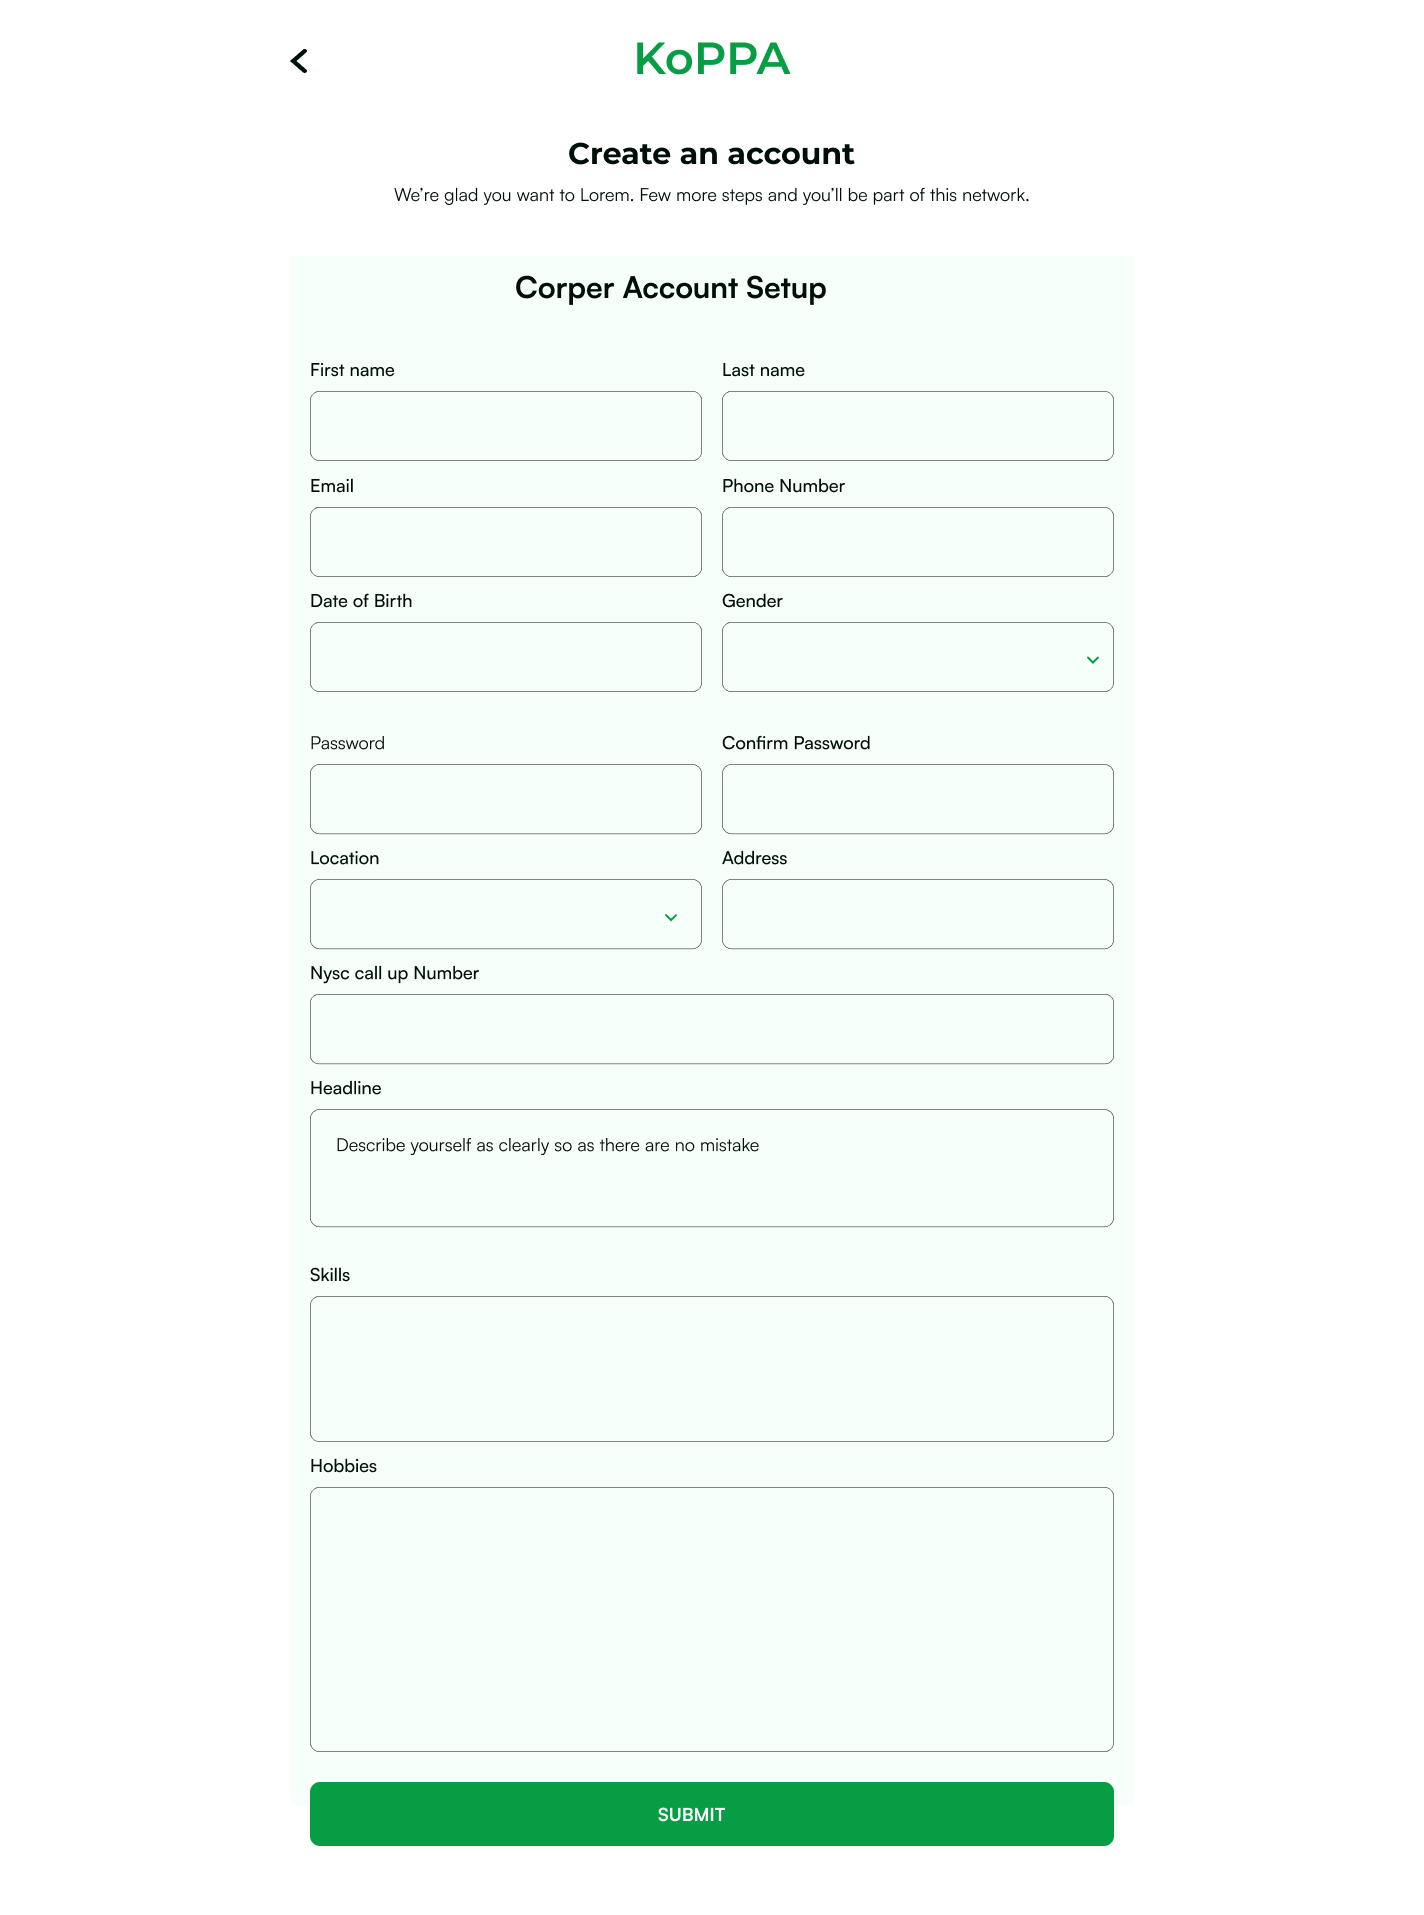 KoPPA
Create an account
We're glad you want to Lorem. Few more steps and you'll be part of this network.
Corper Account Setup
First name
Last name
Email
Phone Number
Date of Birth
Gender
Password
Confirm Password
Location
Address
Nysc call up Number
Headline
Describe yourself as clearly so as there are no mistake
Skills
Hobbies
SUBMIT